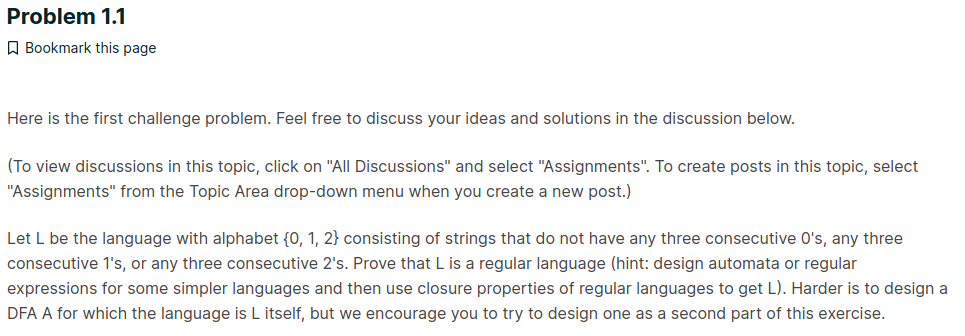 Problem 1.1
Bookmark this page
Here is the first challenge problem. Feel free to discuss your ideas and solutions in the discussion below.
(To view discussions in this topic, click on "All Discussions" and select "Assignments". To create posts in this topic, select
"Assignments" from the Topic Area drop-down menu when you create a new post.)
Let L be the language with alphabet {0, 1, 2} consisting of strings that do not have any three consecutive 0's, any three
consecutive 1's, or any three consecutive 2's. Prove that L is a regular language (hint: design automata or regular
expressions for some simpler languages and then use closure properties of regular languages to get L). Harder is to design a
DFA A for which the language is L itself, but we encourage you to try to design one as a second part of this exercise.